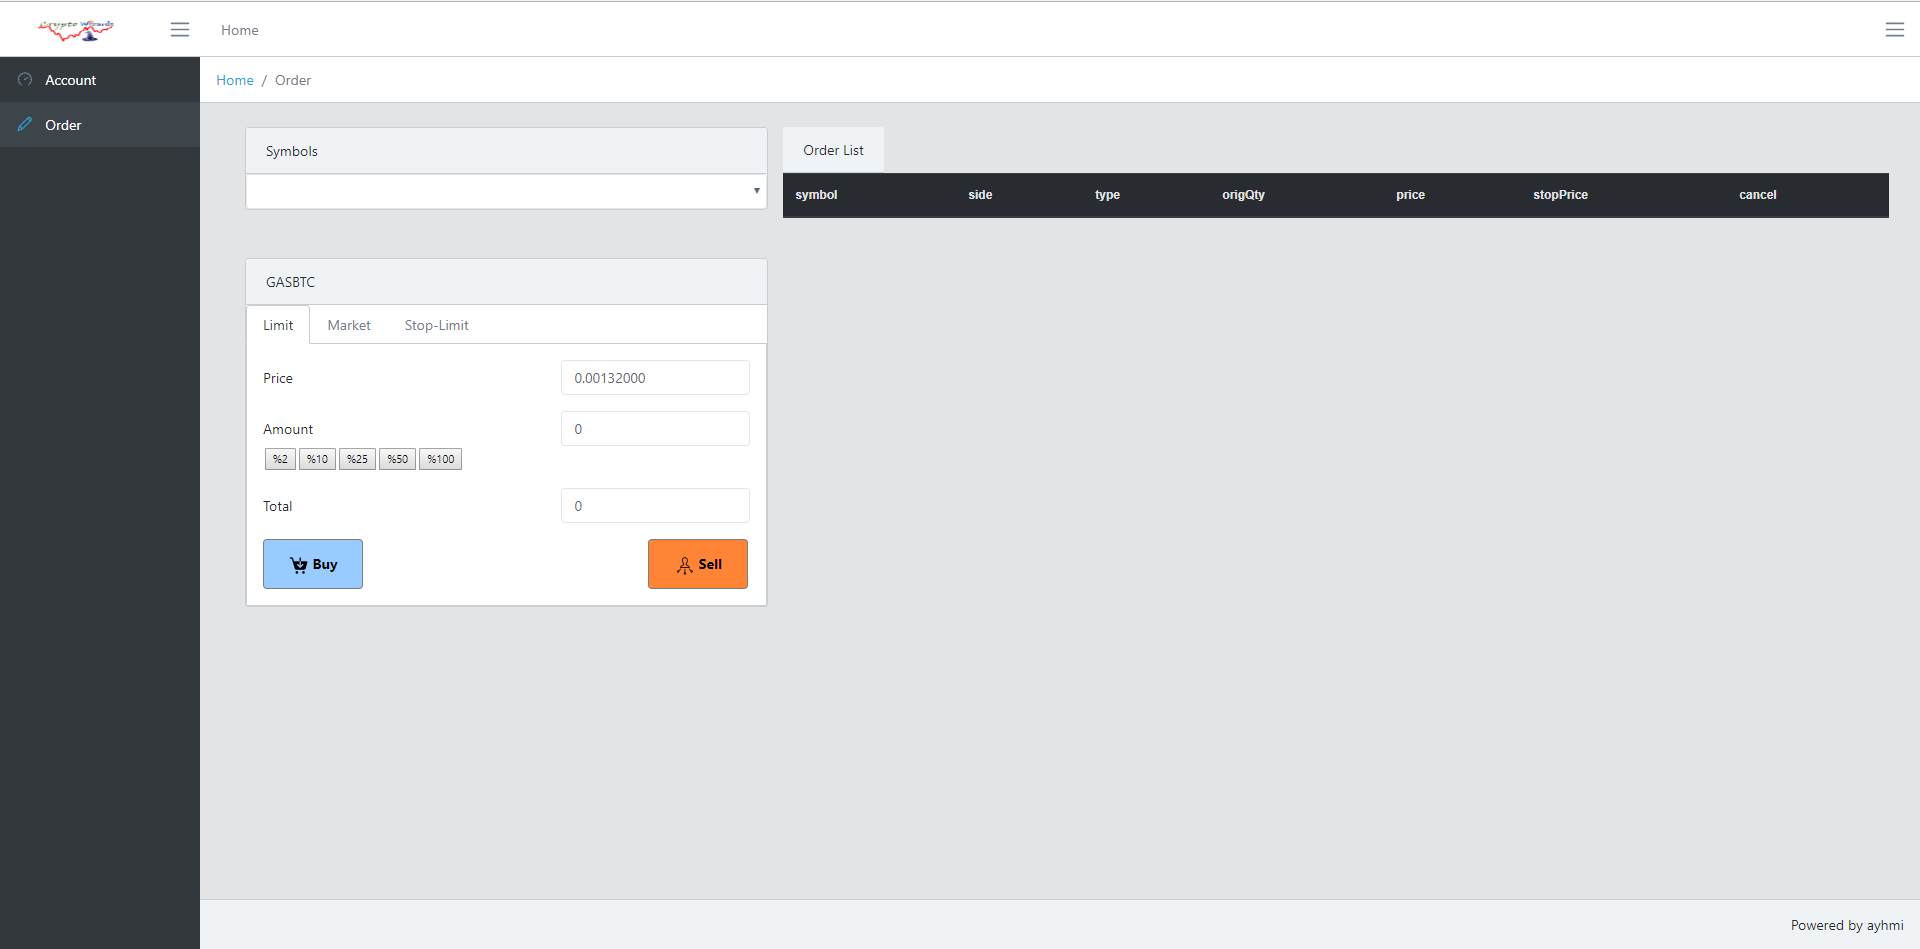 Crypto Wizards
Home
Account
Order
Home / Order
Symbols
GASBTC
Limit Market Stop-Limit
Price 0.00132000
Amount 0
%2 %10 %25 %50 %100
Total 0
Buy Sell
Order List
symbol side type origQty price stopPrice cancel
Powered by ayhmi